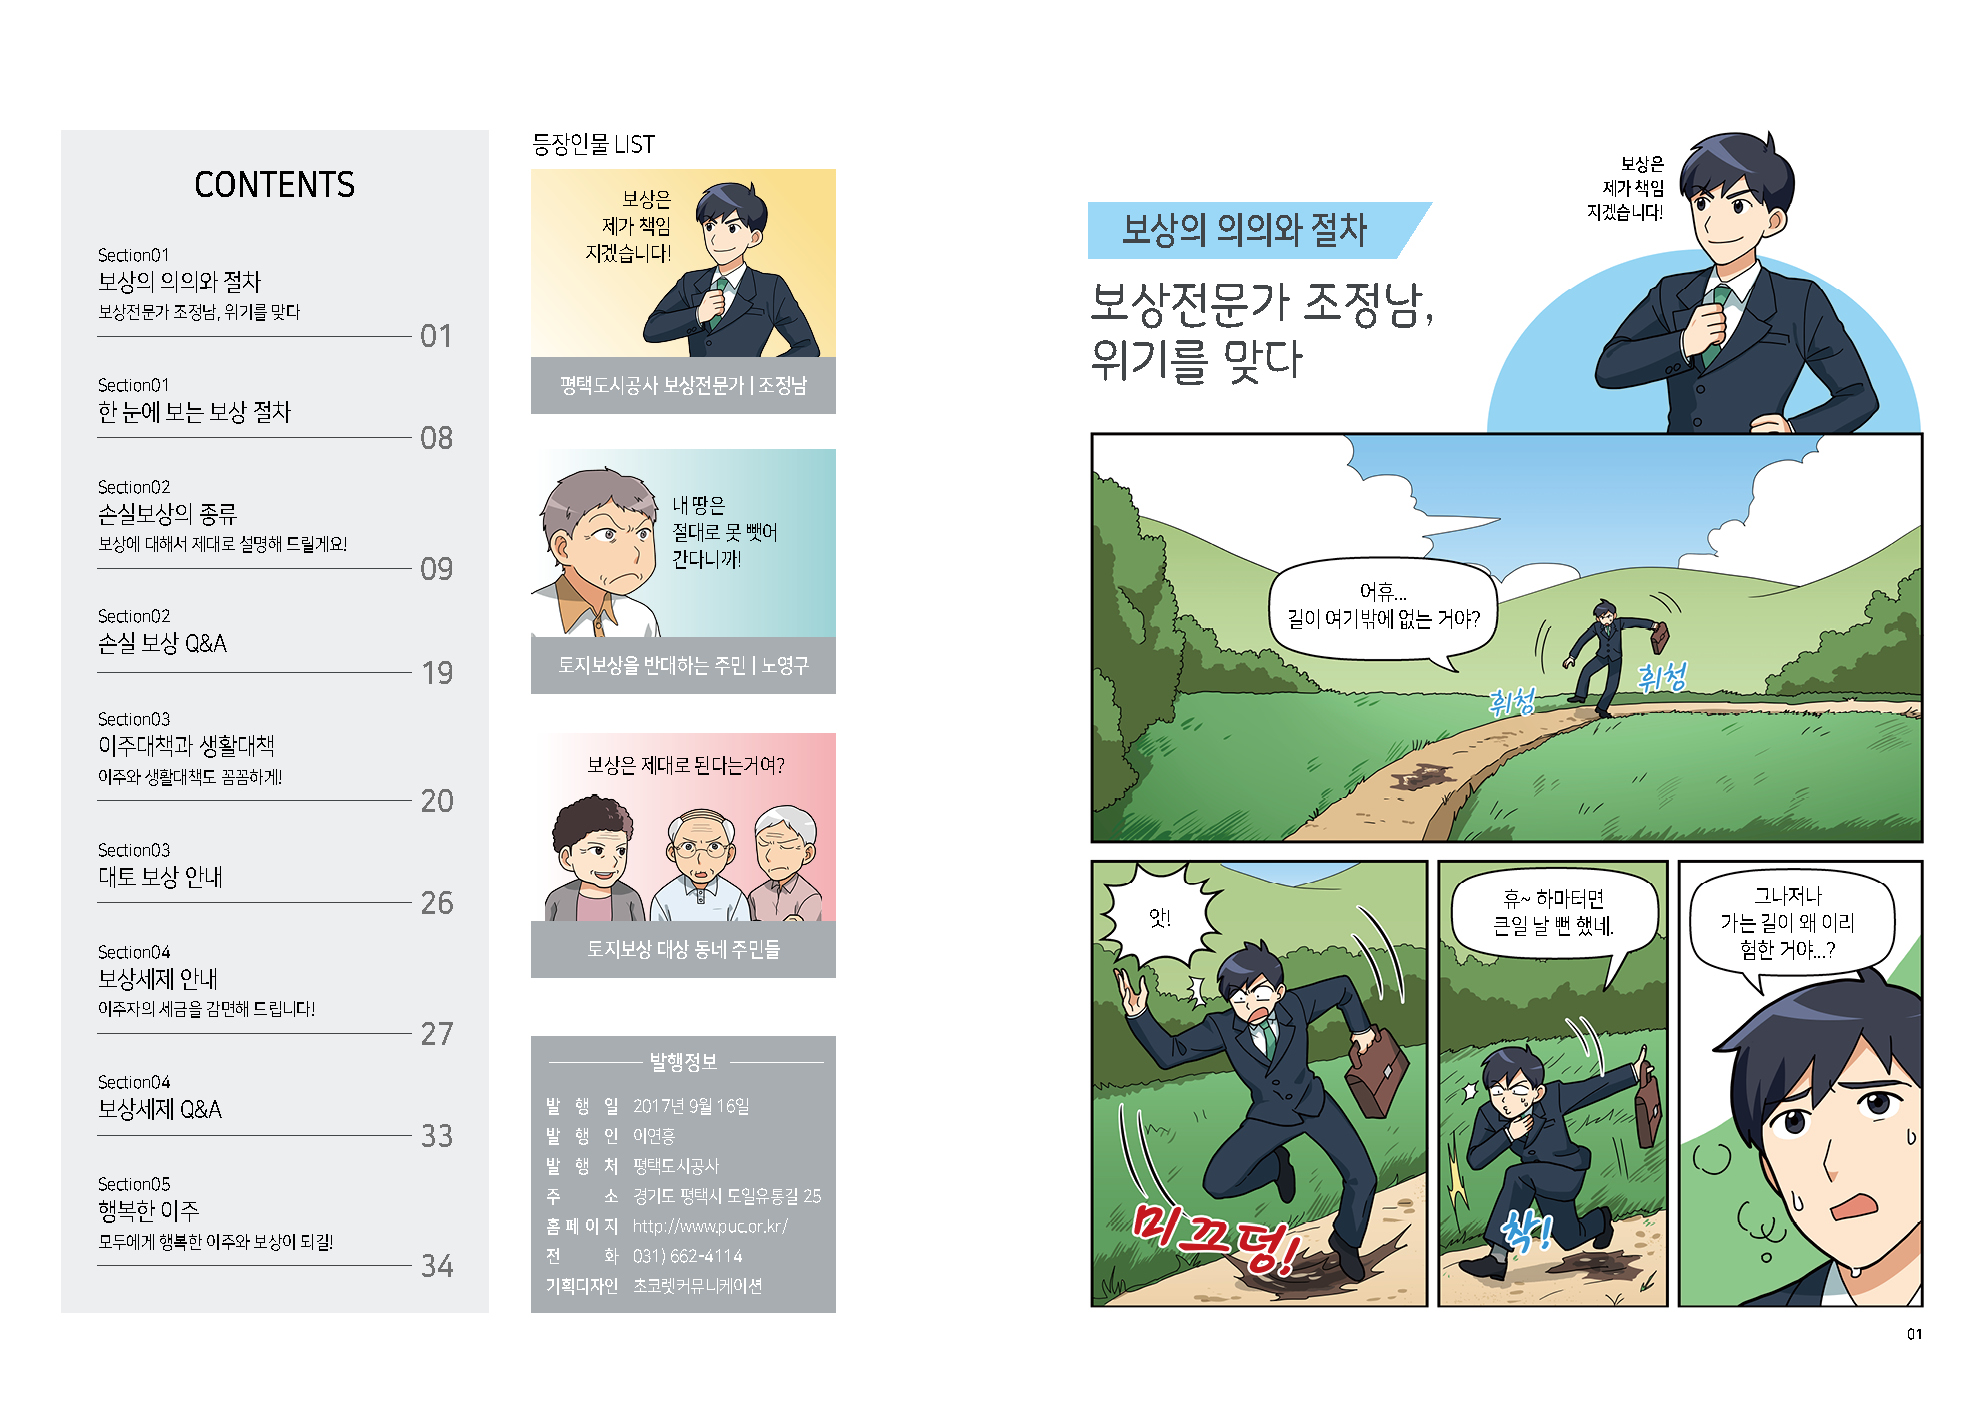 CONTENTS
Section01
보상의 의의와 절차
보상전문가 조정남, 위기를 맞다
01
Section01
한 눈에 보는 보상 절차
08
Section02
손실보상의 종류
보상에 대해서 제대로 설명해 드릴게요!
09
Section02
손실 보상 Q&A
19
Section03
이주대책과 생활대책
이주와 생활대책도 꼼꼼하게!
20
Section03
대토 보상 안내
26
Section04
보상세제 안내
이주자의 세금을 감면해 드립니다!
27
Section04
보상세제 Q&A
33
Section05
행복한 이주
모두에게 행복한 이주와 보상이 되길!
34
등장인물 LIST
보상은
제가 책임
지겠습니다!
평택도시공사 보상전문가 | 조정남
내 땅은
절대로 못 뺏어
간다니까!
토지보상을 반대하는 주민 | 노영구
보상은 제대로 된다는거여?
토지보상 대상 동네 주민들
발행정보
발 행 일 2017년 9월 16일
발 행 인 이연흥
발 행 처 평택도시공사
주 소 경기도 평택시 도일유통길 25
홈페이지 http://www.puc.or.kr/
전 화 031) 662-4114
기획디자인 초코렛커뮤니케이션
보상은
제가 책임
지겠습니다!
보상의 의의와 절차
보상전문가 조정남,
위기를 맞다
어휴...
길이 여기밖에 없는 거야?
휘청
휘청
앗!
미끄덩!
휴~ 하마터면
큰일 날 뻔 했네.
착!
그나저나
가는 길이 왜 이리
험한 거야...?
01